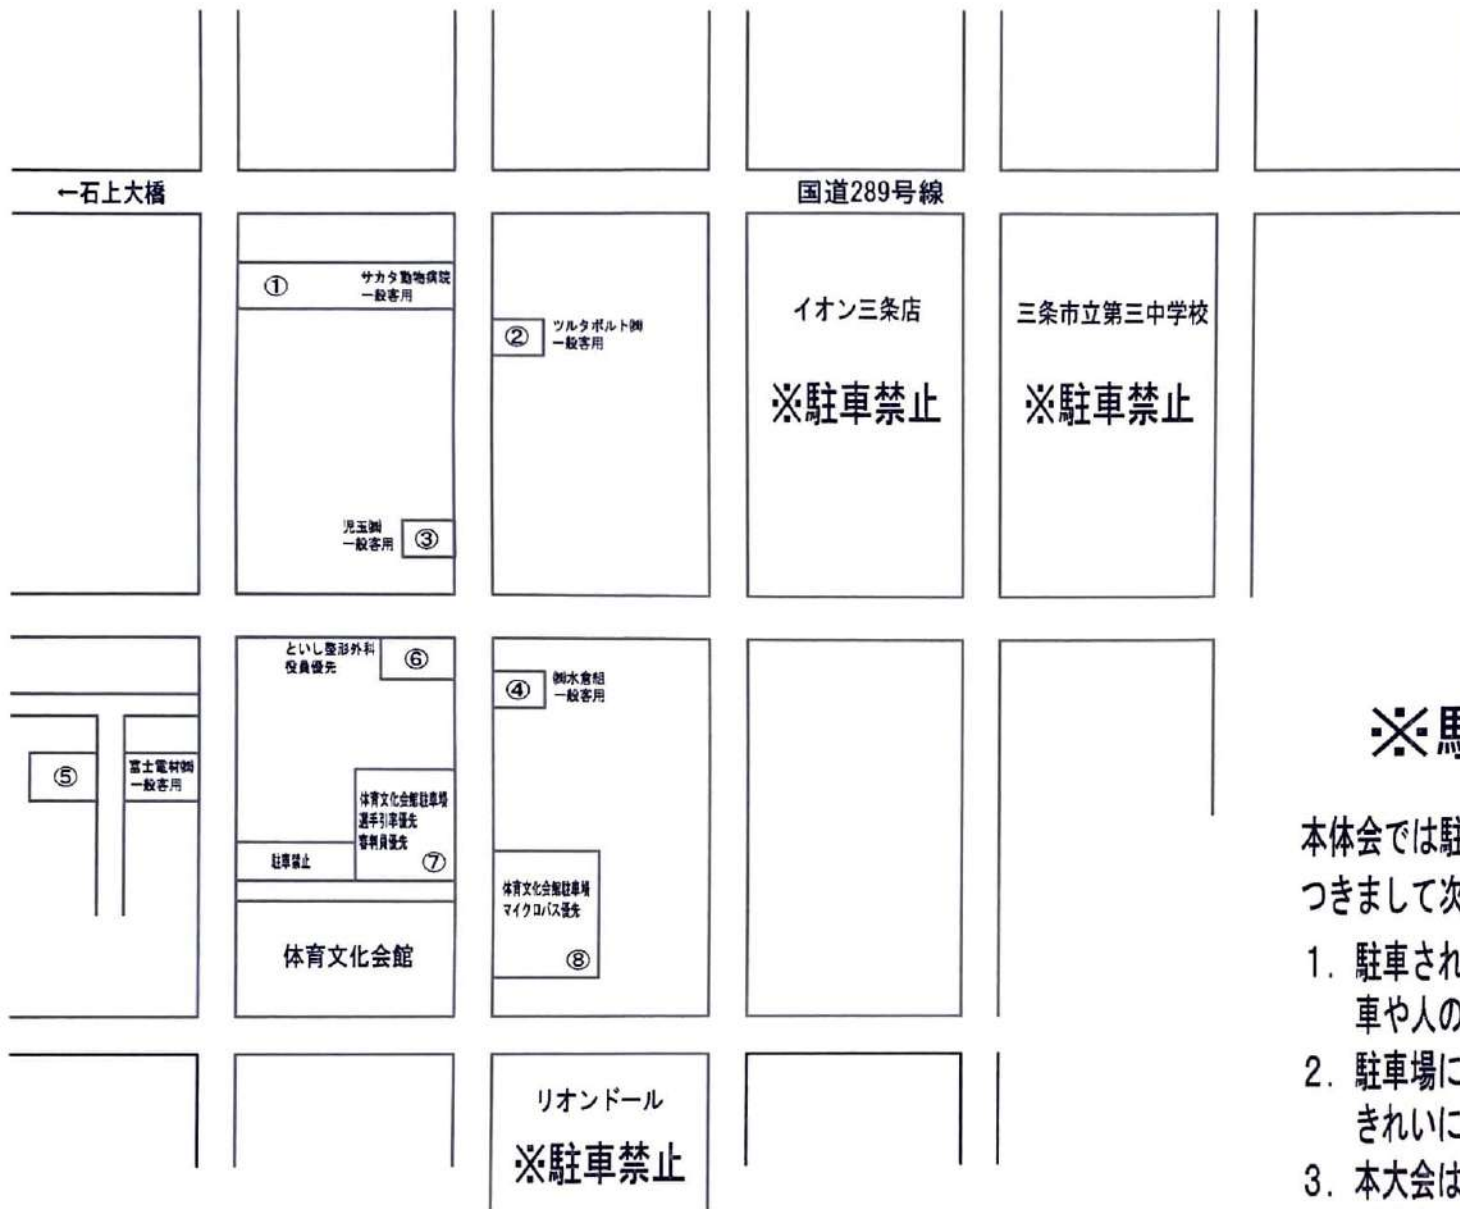 ←石上大橋
国道289号線
①
サカタ動物病院
一般客用
②
ツルタボルト㈱
一般客用
イオン三条店
※駐車禁止
三条市立第三中学校
※駐車禁止
児玉㈱
一般客用
③
といし整形外科
役員優先
⑥
④
㈱水倉組
一般客用
⑤
富士電材㈱
一般客用
体育文化会館駐車場
選手引率優先
審判員優先
⑦
駐車禁止
体育文化会館
体育文化会館駐車場
マイクロバス優先
⑧
リオンドール
※駐車禁止
※駐
本体会では駐
つきまして次
1. 駐車され
車や人の
2. 駐車場に
きれいに
3. 本大会は